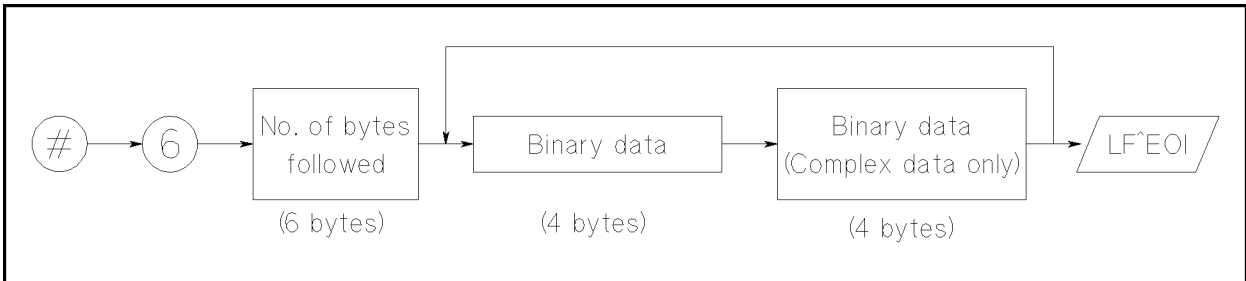 #
6
No. of bytes
followed
(6 bytes)
Binary data
(4 bytes)
Binary data
(Complex data only)
(4 bytes)
LF^EOI